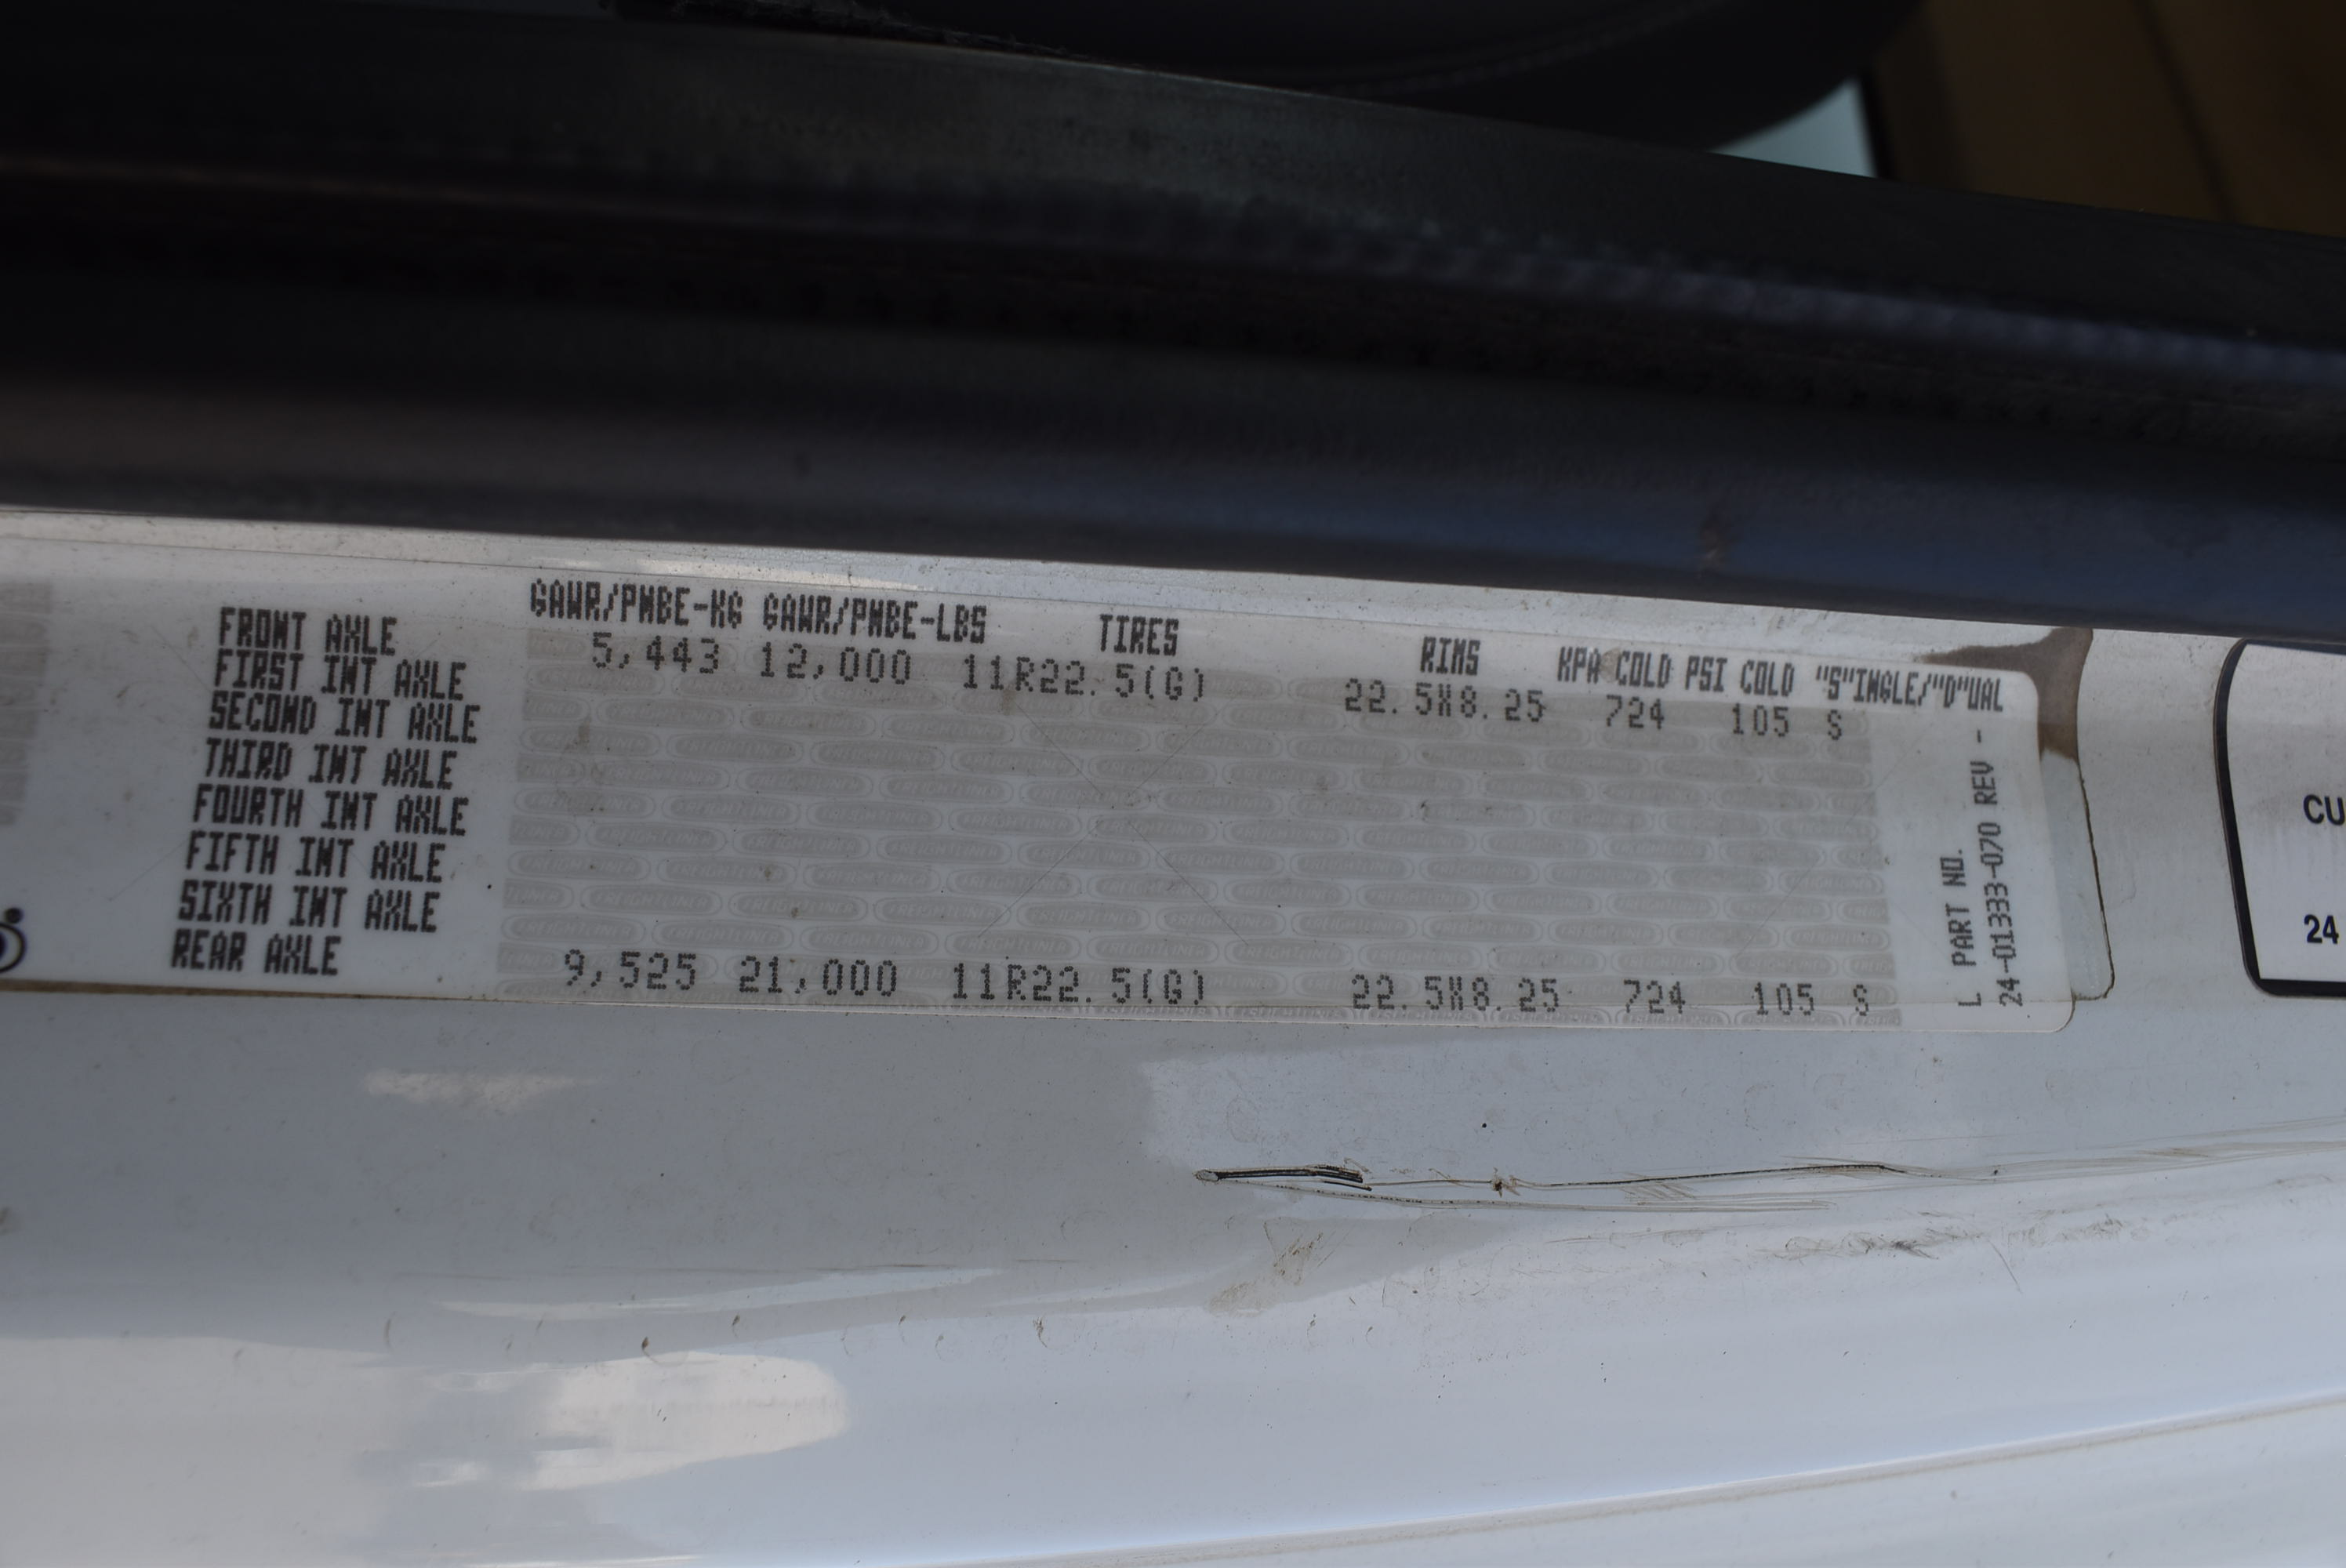 GAWR/PNBE-KG GAWR/PNBE-LBS TIRES RIMS KPA COLD PSI COLD "S"INGLE/"D"UAL
FRONT AXLE 5,443 12,000 11R22.5(G) 22.5X8.25 724 105 S
FIRST INT AXLE
SECOND INT AXLE
THIRD INT AXLE
FOURTH INT AXLE
FIFTH INT AXLE
SIXTH INT AXLE
REAR AXLE 9,525 21,000 11R22.5(G) 22.5X8.25 724 105 S
L PART NO.
24-01333-070 REV -
CU
24